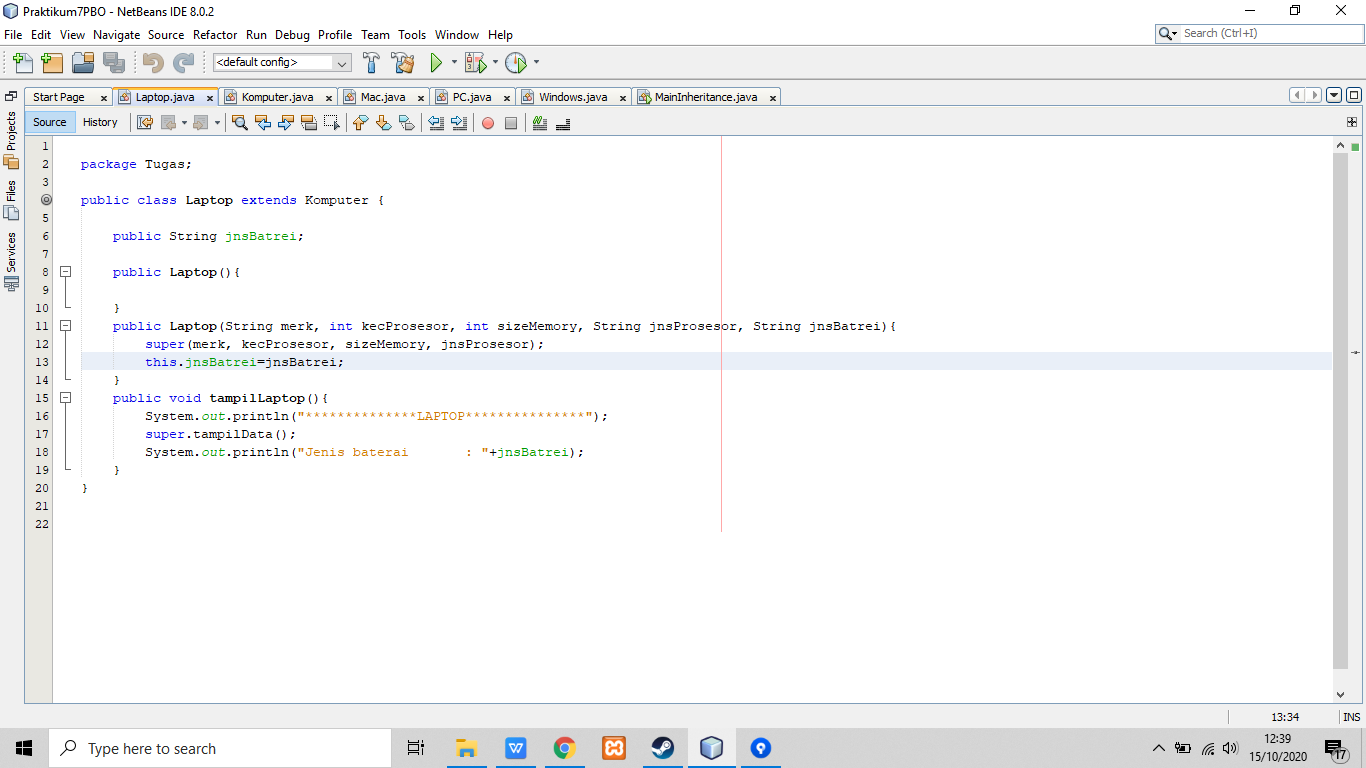 Praktikum7PBO - NetBeans IDE 8.0.2
File Edit View Navigate Source Refactor Run Debug Profile Team Tools Window Help
Search (Ctrl+I)
<default config>
Start Page Laptop.java Komputer.java Mac.java PC.java Windows.java MainInheritance.java
Source History
Projects
Files
Services
1
2 package Tugas;
3
public class Laptop extends Komputer {
5
6 public String jnsBatrei;
7
8 public Laptop(){
9
10 }
11 public Laptop(String merk, int kecProsesor, int sizeMemory, String jnsProsesor, String jnsBatrei){
12 super(merk, kecProsesor, sizeMemory, jnsProsesor);
13 this.jnsBatrei=jnsBatrei;
14 }
15 public void tampilLaptop(){
16 System.out.println("**************LAPTOP***************");
17 super.tampilData();
18 System.out.println("Jenis baterai       : "+jnsBatrei);
19 }
20 }
21
22
13:34 INS
Type here to search
12:39
15/10/2020
17